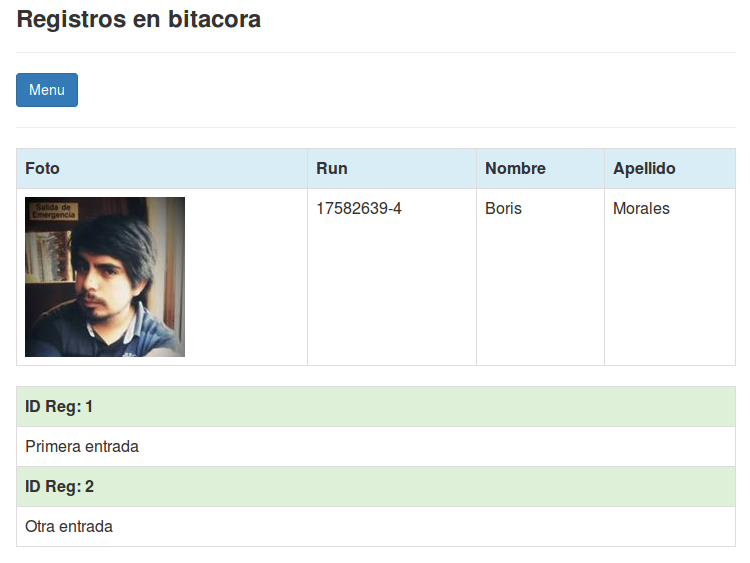 Registros en bitacora
Menu
Foto Run Nombre Apellido
Salida de
Emergencia
17582639-4 Boris Morales
ID Reg: 1
Primera entrada
ID Reg: 2
Otra entrada